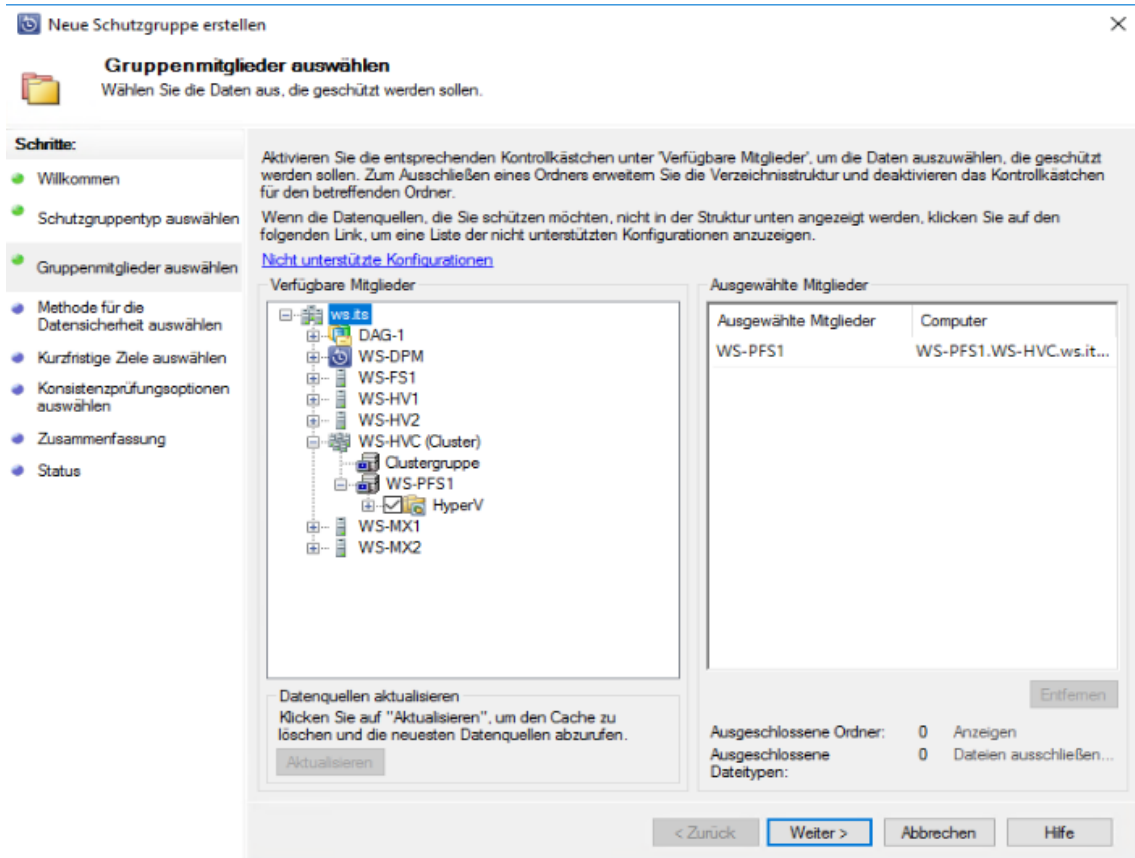 Neue Schutzgruppe erstellen
Gruppenmitglieder auswählen
Wählen Sie die Daten aus, die geschützt werden sollen.
Schritte:
Willkommen
Schutzgruppentyp auswählen
Gruppenmitglieder auswählen
Methode für die
Datensicherheit auswählen
Kurzfristige Ziele auswählen
Konsistenzprüfungsoptionen
auswählen
Zusammenfassung
Status
Aktivieren Sie die entsprechenden Kontrollkästchen unter 'Verfügbare Mitglieder', um die Daten auszuwählen, die geschützt
werden sollen. Zum Ausschließen eines Ordners erweitern Sie die Verzeichnisstruktur und deaktivieren das Kontrollkästchen
für den betreffenden Ordner.
Wenn die Datenquellen, die Sie schützen möchten, nicht in der Struktur unten angezeigt werden, klicken Sie auf den
folgenden Link, um eine Liste der nicht unterstützten Konfigurationen anzuzeigen.
Nicht unterstützte Konfigurationen
Verfügbare Mitglieder
ws.its
DAG-1
WS-DPM
WS-FS1
WS-HV1
WS-HV2
WS-HVC (Cluster)
Clustergruppe
WS-PFS1
HyperV
WS-MX1
WS-MX2
Datenquellen aktualisieren
Klicken Sie auf "Aktualisieren", um den Cache zu
löschen und die neuesten Datenquellen abzurufen.
Aktualisieren
Ausgewählte Mitglieder
Ausgewählte Mitglieder Computer
WS-PFS1 WS-PFS1.WS-HVC.ws.it...
Entfernen
Ausgeschlossene Ordner: 0 Anzeigen
Ausgeschlossene 0 Dateien ausschließen...
Dateitypen:
< Zurück Weiter > Abbrechen Hilfe